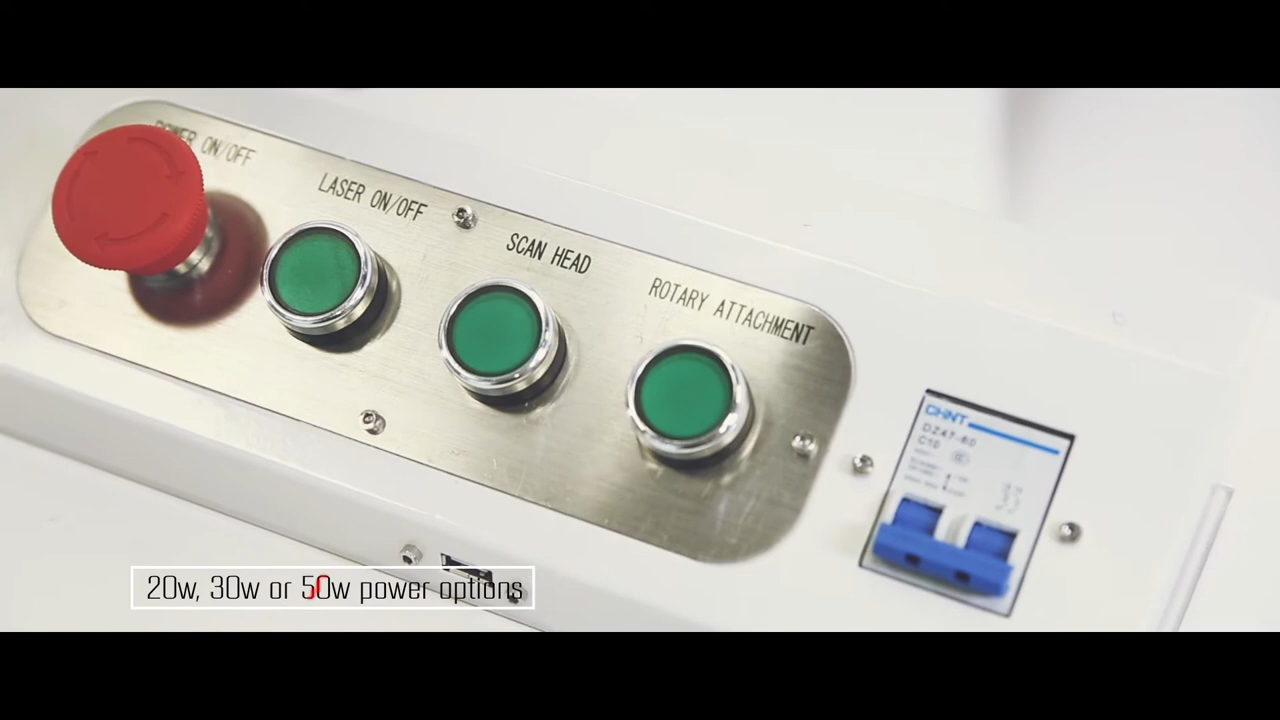 POWER ON/OFF
LASER ON/OFF
SCAN HEAD
ROTARY ATTACHMENT
CHNT
DZ47-60
C10
20w, 30w or 50w power options